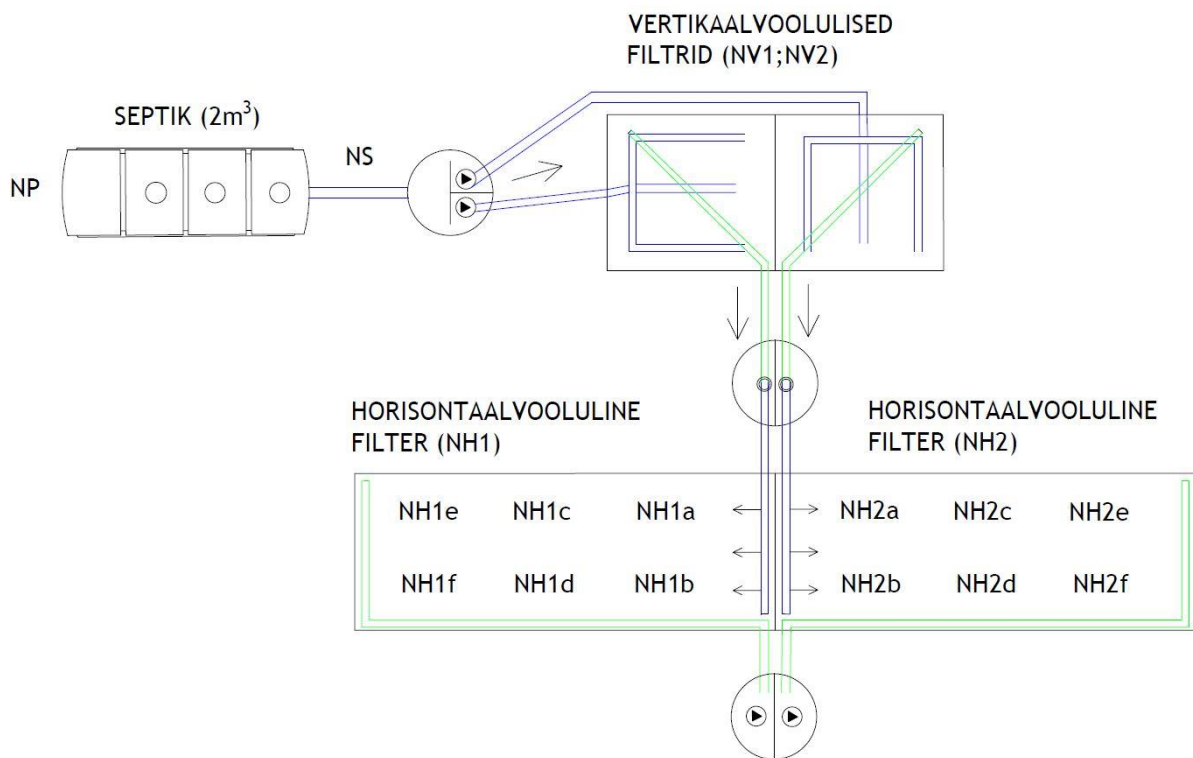 VERTIKAALVOOLULISED
FILTRID (NV1;NV2)
SEPTIK (2m³)
NS
NP
HORISONTAALVOOLULINE
FILTER (NH1)
HORISONTAALVOOLULINE
FILTER (NH2)
NH1e NH1c NH1a NH2a NH2c NH2e
NH1f NH1d NH1b NH2b NH2d NH2f